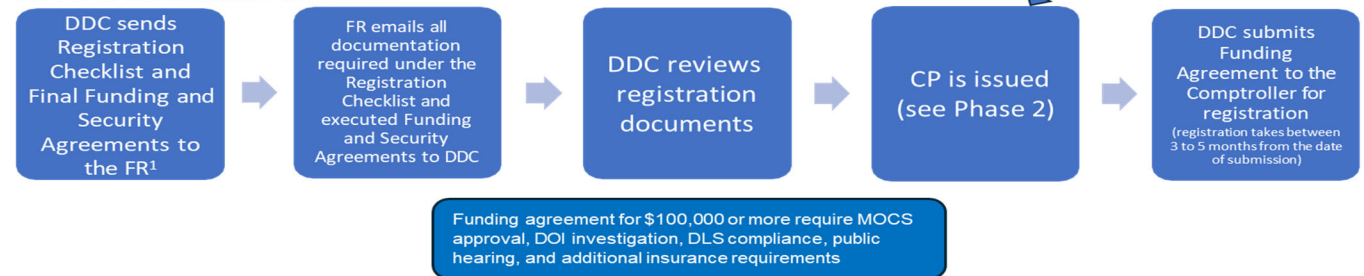 DDC sends
Registration
Checklist and
Final Funding and
Security
Agreements to
the FR1
FR emails all
documentation
required under the
Registration
Checklist and
executed Funding
and Security
Agreements to DDC
DDC reviews
registration
documents
CP is issued
(see Phase 2)
DDC submits
Funding
Agreement to the
Comptroller for
registration
(registration takes between
3 to 5 months from the date
of submission)
Funding agreement for $100,000 or more require MOCS
approval, DOI investigation, DLS compliance, public
hearing, and additional insurance requirements